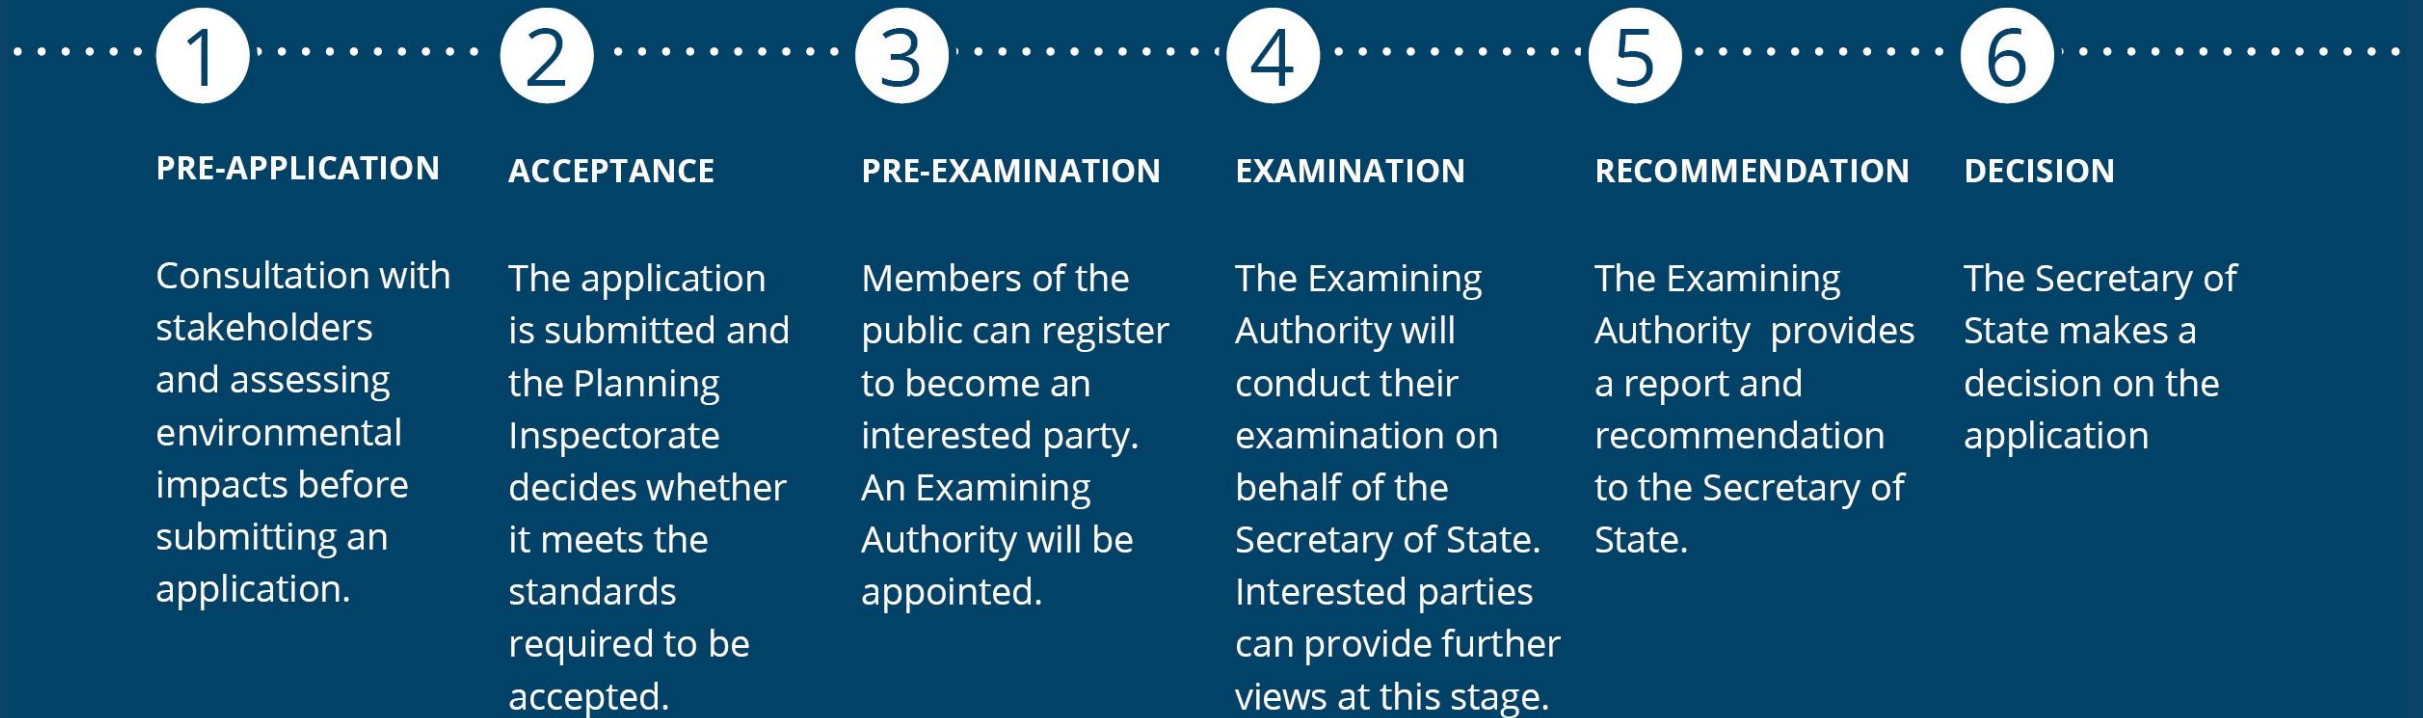 1
PRE-APPLICATION
Consultation with
stakeholders
and assessing
environmental
impacts before
submitting an
application.
2
ACCEPTANCE
The application
is submitted and
the Planning
Inspectorate
decides whether
it meets the
standards
required to be
accepted.
3
PRE-EXAMINATION
Members of the
public can register
to become an
interested party.
An Examining
Authority will be
appointed.
4
EXAMINATION
The Examining
Authority will
conduct their
examination on
behalf of the
Secretary of State.
Interested parties
can provide further
views at this stage.
5
RECOMMENDATION
The Examining
Authority  provides
a report and
recommendation
to the Secretary of
State.
6
DECISION
The Secretary of
State makes a
decision on the
application